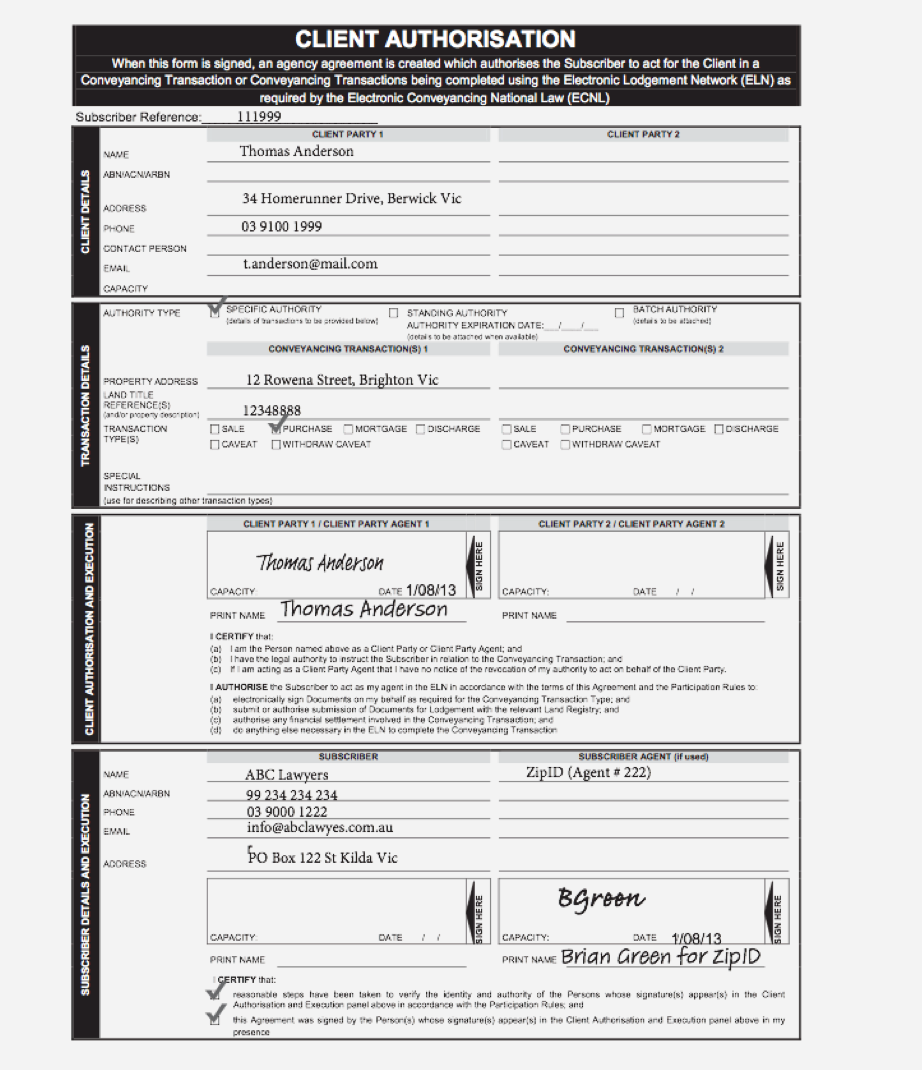 CLIENT AUTHORISATION
When this form is signed, an agency agreement is created which authorises the Subscriber to act for the Client in a
Conveyancing Transaction or Conveyancing Transactions being completed using the Electronic Lodgement Network (ELN) as
required by the Electronic Conveyancing National Law (ECNL)
Subscriber Reference: 111999
CLIENT DETAILS
CLIENT PARTY 1 CLIENT PARTY 2
NAME Thomas Anderson
ABN/ACN/ARBN
ADDRESS 34 Homerunner Drive, Berwick Vic
PHONE 03 9100 1999
CONTACT PERSON
EMAIL t.anderson@mail.com
CAPACITY
TRANSACTION DETAILS
AUTHORITY TYPE SPECIFIC AUTHORITY STANDING AUTHORITY BATCH AUTHORITY
(details of transactions to be provided below) AUTHORITY EXPIRATION DATE:__/__/__ (details to be attached)
(details to be attached when available)
CONVEYANCING TRANSACTION(S) 1 CONVEYANCING TRANSACTION(S) 2
PROPERTY ADDRESS 12 Rowena Street, Brighton Vic
LAND TITLE
REFERENCE(S) 12348888
(and/or property description)
TRANSACTION SALE PURCHASE MORTGAGE DISCHARGE SALE PURCHASE MORTGAGE DISCHARGE
TYPE(S) CAVEAT WITHDRAW CAVEAT CAVEAT WITHDRAW CAVEAT
SPECIAL
INSTRUCTIONS
(use for describing other transaction types)
CLIENT AUTHORISATION AND EXECUTION
CLIENT PARTY 1 / CLIENT PARTY AGENT 1 CLIENT PARTY 2 / CLIENT PARTY AGENT 2
Thomas Anderson SIGN HERE SIGN HERE
CAPACITY: DATE 1/08/13 CAPACITY: DATE / /
PRINT NAME Thomas Anderson PRINT NAME
I CERTIFY that:
(a) I am the Person named above as a Client Party or Client Party Agent; and
(b) I have the legal authority to instruct the Subscriber in relation to the Conveyancing Transaction; and
(c) If I am acting as a Client Party Agent that I have no notice of the revocation of my authority to act on behalf of the Client Party.
I AUTHORISE the Subscriber to act as my agent in the ELN in accordance with the terms of this Agreement and the Participation Rules to:
(a) electronically sign Documents on my behalf as required for the Conveyancing Transaction Type; and
(b) submit or authorise submission of Documents for Lodgement with the relevant Land Registry; and
(c) authorise any financial settlement involved in the Conveyancing Transaction; and
(d) do anything else necessary in the ELN to complete the Conveyancing Transaction
SUBSCRIBER DETAILS AND EXECUTION
SUBSCRIBER SUBSCRIBER AGENT (if used)
NAME ABC Lawyers ZipID (Agent # 222)
ABN/ACN/ARBN 99 234 234 234
PHONE 03 9000 1222
EMAIL info@abclawyes.com.au
ADDRESS PO Box 122 St Kilda Vic
SIGN HERE BGreen SIGN HERE
CAPACITY: DATE / / CAPACITY: DATE 1/08/13
PRINT NAME PRINT NAME Brian Green for ZipID
I CERTIFY that:
reasonable steps have been taken to verify the identity and authority of the Persons whose signature(s) appear(s) in the Client
Authorisation and Execution panel above in accordance with the Participation Rules; and
this Agreement was signed by the Person(s) whose signature(s) appear(s) in the Client Authorisation and Execution panel above in my
presence